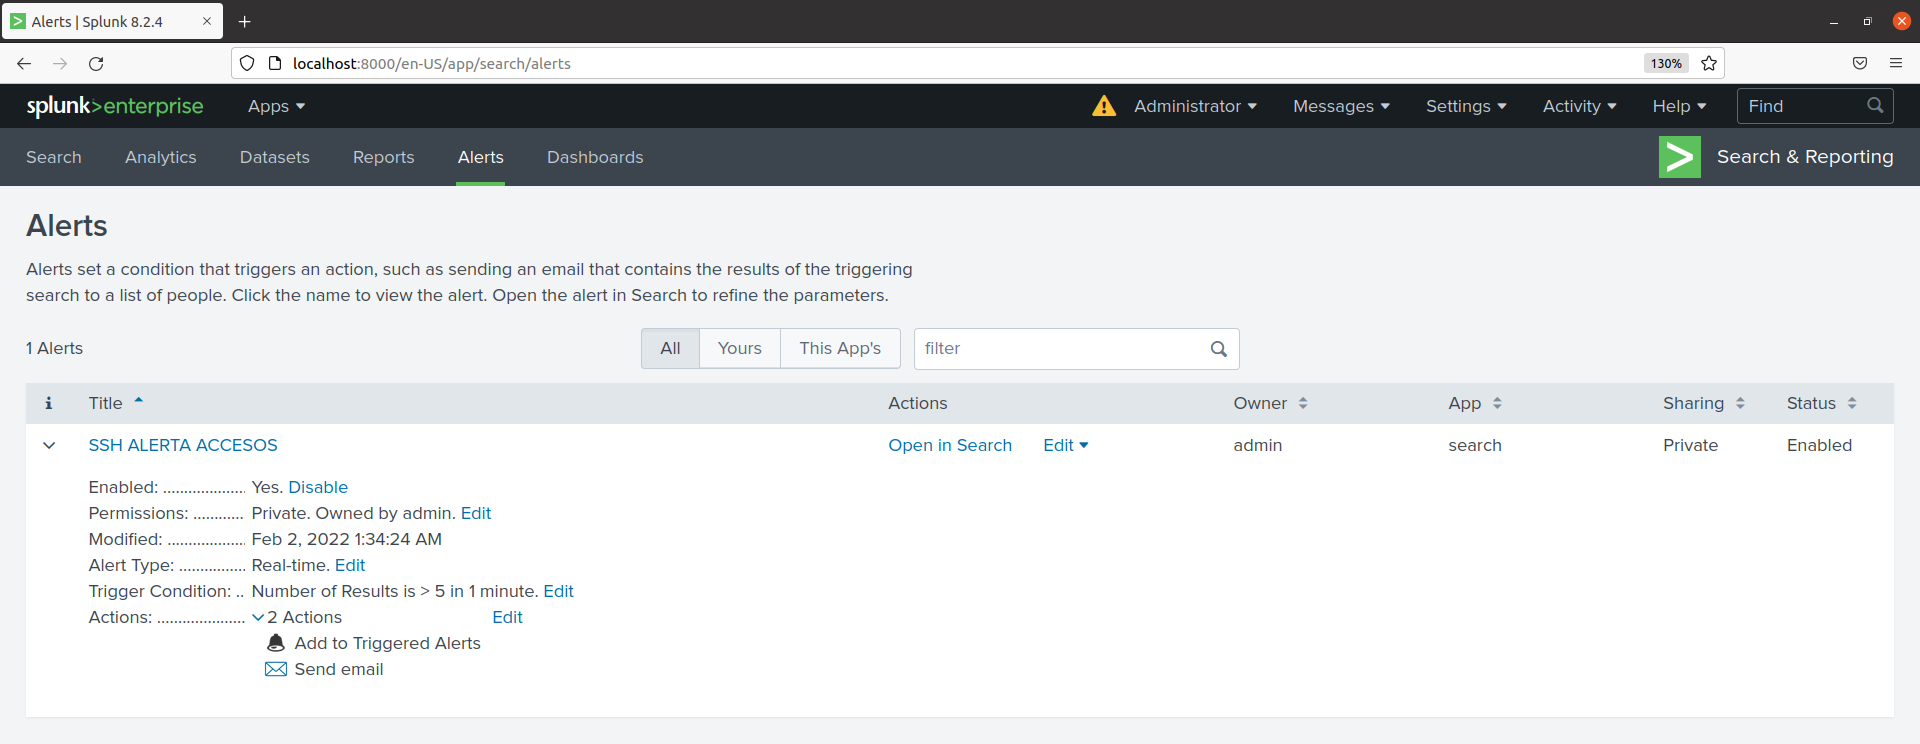 Alerts | Splunk 8.2.4
localhost:8000/en-US/app/search/alerts 130%
splunk>enterprise Apps Administrator Messages Settings Activity Help Find
Search Analytics Datasets Reports Alerts Dashboards Search & Reporting
Alerts
Alerts set a condition that triggers an action, such as sending an email that contains the results of the triggering
search to a list of people. Click the name to view the alert. Open the alert in Search to refine the parameters.
1 Alerts All Yours This App's filter
i Title Actions Owner App Sharing Status
SSH ALERTA ACCESOS Open in Search Edit admin search Private Enabled
Enabled: .................... Yes. Disable
Permissions: ............ Private. Owned by admin. Edit
Modified: ................... Feb 2, 2022 1:34:24 AM
Alert Type: ................ Real-time. Edit
Trigger Condition: .. Number of Results is > 5 in 1 minute. Edit
Actions: ..................... 2 Actions Edit
Add to Triggered Alerts
Send email